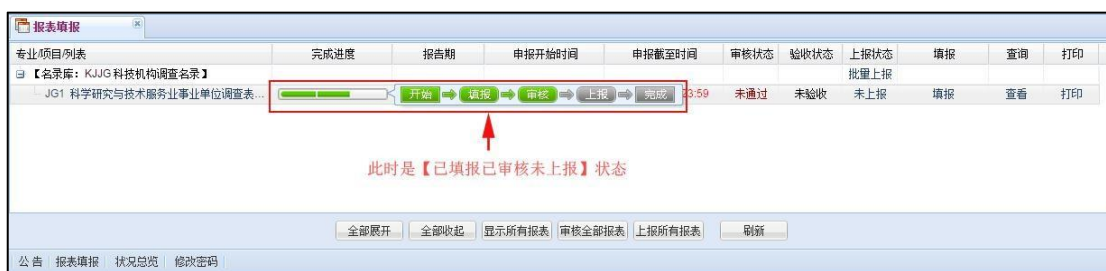 报表填报
专业/项目/列表 完成进度 报告期 申报开始时间 申报截至时间 审核状态 验收状态 上报状态 填报 查询 打印
【名录库：KJJG科技机构调查名录】 批量上报
JG1 科学研究与技术服务业事业单位调查表... 开始 填报 审核 上报 完成 23:59 未通过 未验收 未上报 填报 查看 打印
此时是【已填报已审核未上报】状态
全部展开 全部收起 显示所有报表 审核全部报表 上报所有报表 刷新
公告 报表填报 状况总览 修改密码